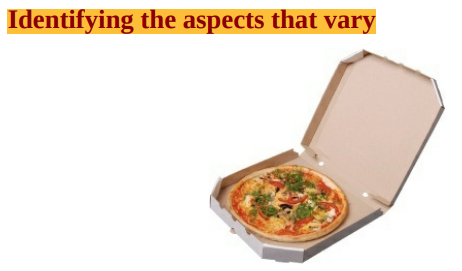 Identifying the aspects that vary